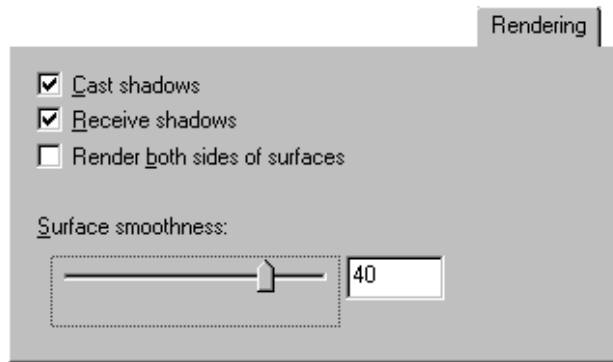 Rendering
Cast shadows
Receive shadows
Render both sides of surfaces
Surface smoothness:
40